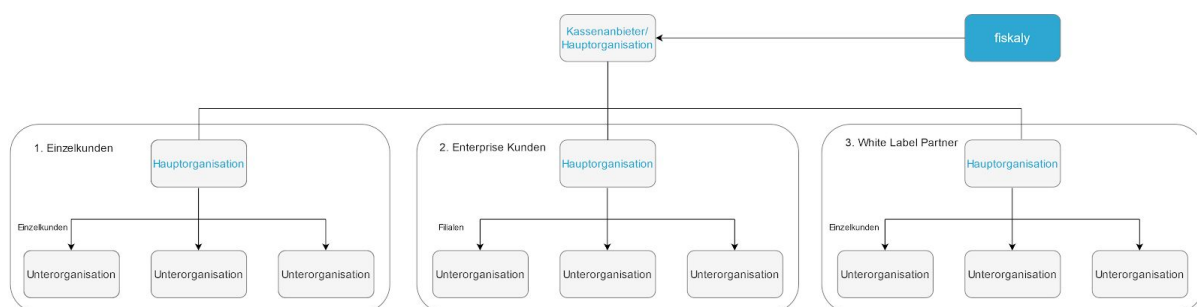 Kassenanbieter/
Hauptorganisation
fiskaly
1. Einzelkunden
Hauptorganisation
Einzelkunden
Unterorganisation
Unterorganisation
Unterorganisation
2. Enterprise Kunden
Hauptorganisation
Filialen
Unterorganisation
Unterorganisation
Unterorganisation
3. White Label Partner
Hauptorganisation
Einzelkunden
Unterorganisation
Unterorganisation
Unterorganisation